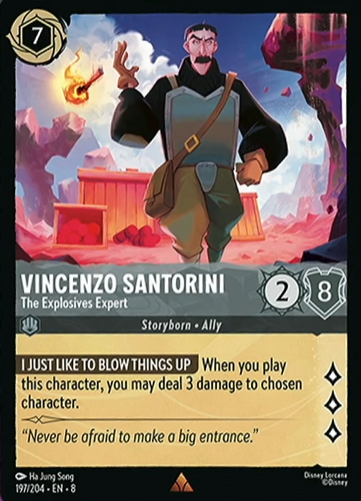 7
VINCENZO SANTORINI
The Explosives Expert
2 8
Storyborn • Ally
I JUST LIKE TO BLOW THINGS UP When you play
this character, you may deal 3 damage to chosen
character.
“Never be afraid to make a big entrance.”
Ha Jung Song
197/204 • EN • 8
Disney Lorcana
©Disney